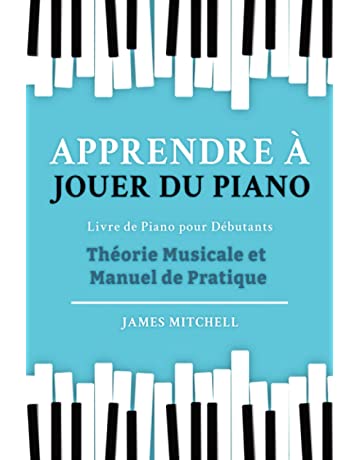 APPRENDRE À
JOUER DU PIANO
Livre de Piano pour Débutants
Théorie Musicale et
Manuel de Pratique
JAMES MITCHELL